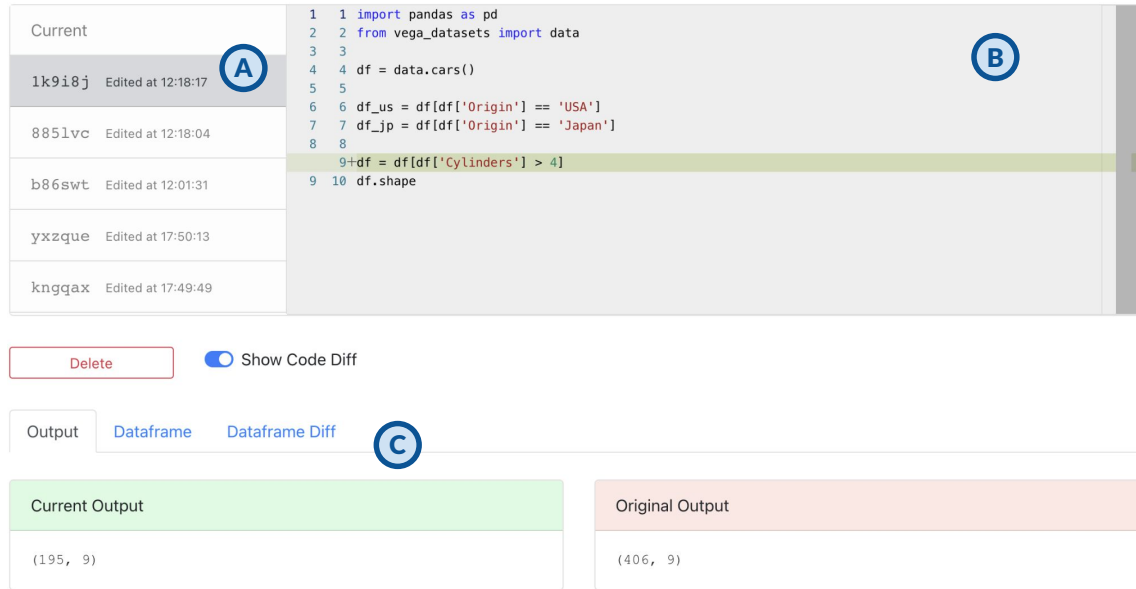 Current
1k9i8j Edited at 12:18:17
A
885lvc Edited at 12:18:04
b86swt Edited at 12:01:31
yxzque Edited at 17:50:13
kngqax Edited at 17:49:49
1 1 import pandas as pd
2 2 from vega_datasets import data
3 3
4 4 df = data.cars()
5 5
6 6 df_us = df[df['Origin'] == 'USA']
7 7 df_jp = df[df['Origin'] == 'Japan']
8 8
9+df = df[df['Cylinders'] > 4]
9 10 df.shape
B
Delete
Show Code Diff
Output Dataframe Dataframe Diff
C
Current Output
(195, 9)
Original Output
(406, 9)